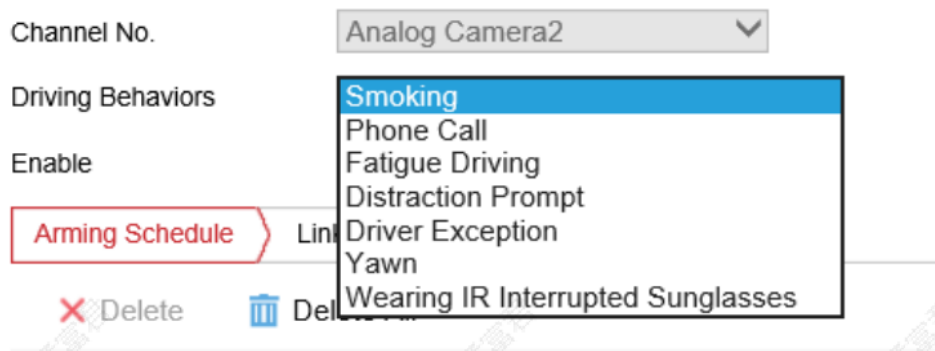 Channel No.
Analog Camera2
Driving Behaviors
Smoking
Phone Call
Enable
Fatigue Driving
Distraction Prompt
Arming Schedule
Driver Exception
Yawn
Wearing IR Interrupted Sunglasses
Delete